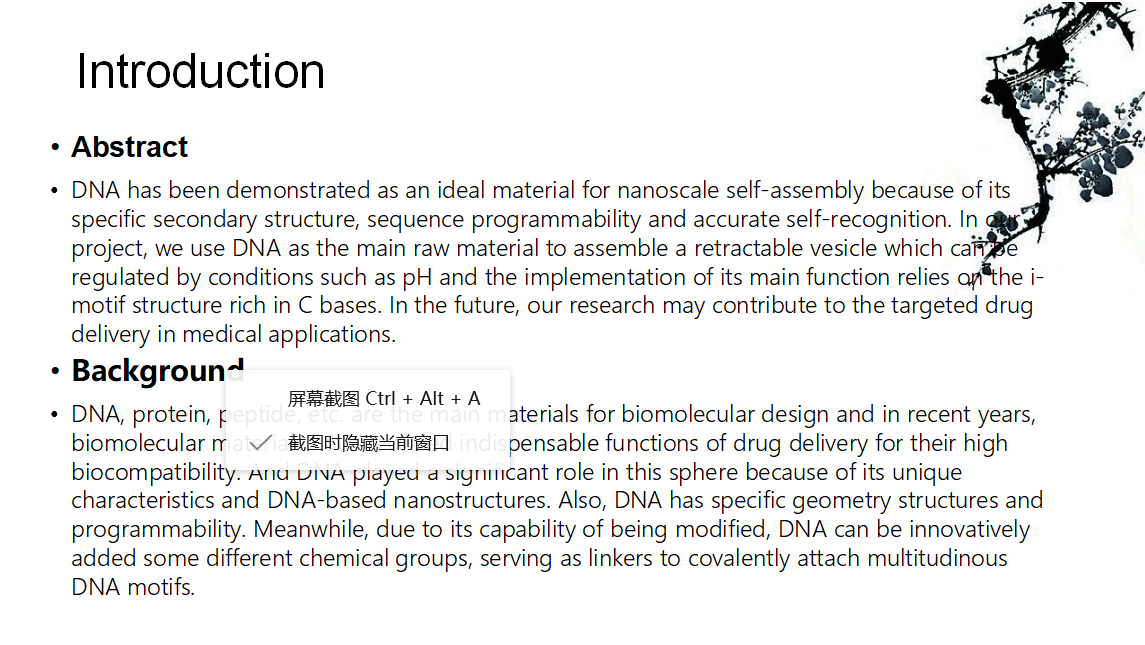 Introduction
• Abstract
• DNA has been demonstrated as an ideal material for nanoscale self-assembly because of its
specific secondary structure, sequence programmability and accurate self-recognition. In our
project, we use DNA as the main raw material to assemble a retractable vesicle which can be
regulated by conditions such as pH and the implementation of its main function relies on the i-
motif structure rich in C bases. In the future, our research may contribute to the targeted drug
delivery in medical applications.
• Background
屏幕截图 Ctrl + Alt + A
• DNA, protein, peptide, etc. are the main materials for biomolecular design and in recent years,
截图时隐藏当前窗口
biomolecular indispensable functions of drug delivery for their high
biocompatibility. And DNA played a significant role in this sphere because of its unique
characteristics and DNA-based nanostructures. Also, DNA has specific geometry structures and
programmability. Meanwhile, due to its capability of being modified, DNA can be innovatively
added some different chemical groups, serving as linkers to covalently attach multitudinous
DNA motifs.